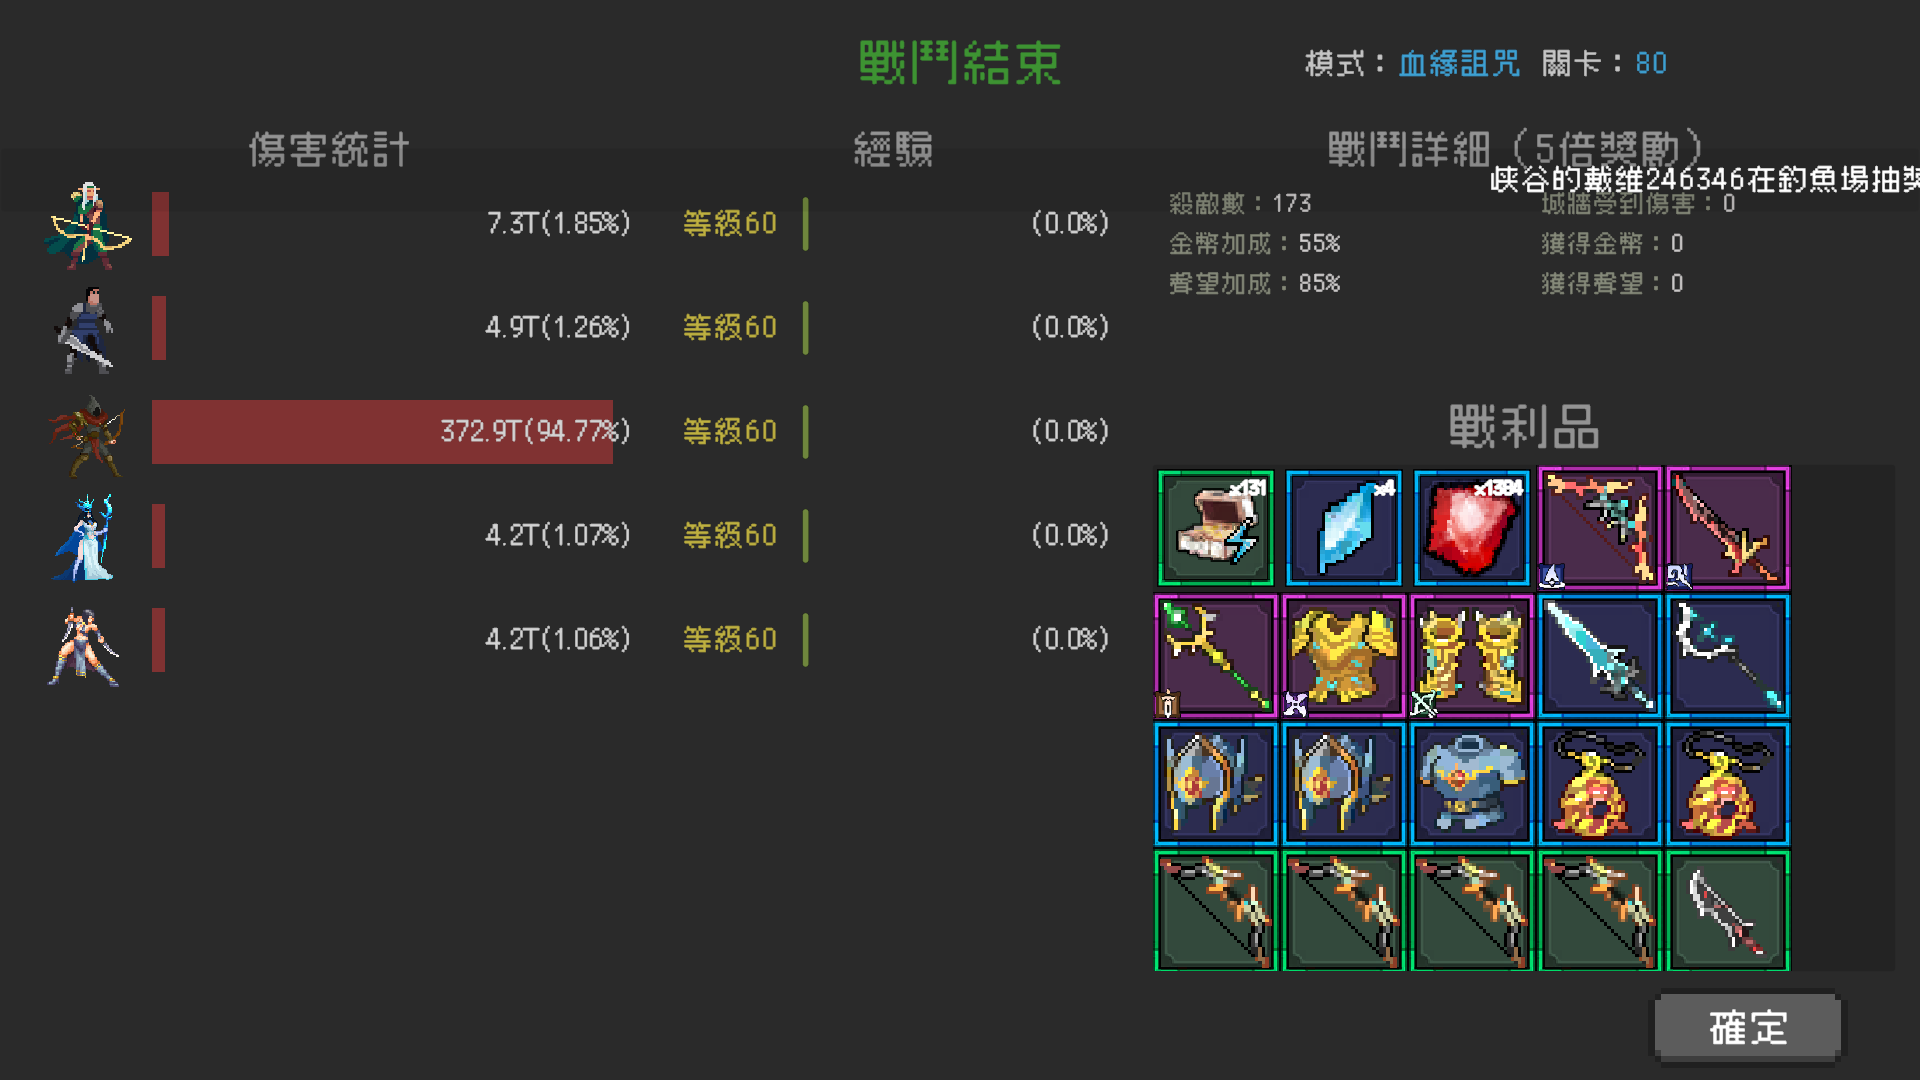 戰鬥結束
模式：血緣詛咒 關卡：80
傷害統計
經驗
戰鬥詳細（5倍獎勵）
峡谷的戴维246346在釣魚場抽獎
殺敵數：173
城牆受到傷害：0
金幣加成：55%
獲得金幣：0
聲望加成：85%
獲得聲望：0
7.3T(1.85%) 等級60 (0.0%)
4.9T(1.26%) 等級60 (0.0%)
372.9T(94.77%) 等級60 (0.0%)
4.2T(1.07%) 等級60 (0.0%)
4.2T(1.06%) 等級60 (0.0%)
戰利品
x131
x4
x1384
確定